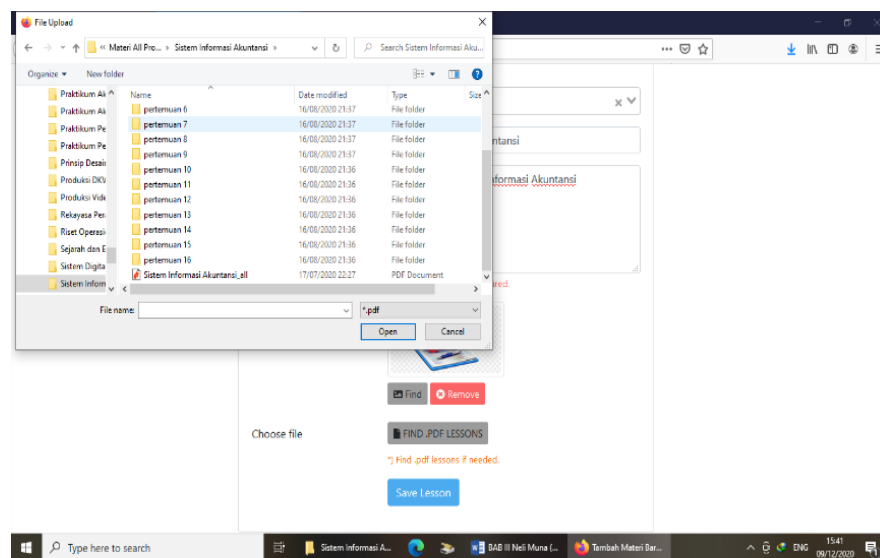 File Upload
« Materi All Pro... › Sistem Informasi Akuntansi ›
Search Sistem Informasi Aku...
Organize
New folder
Name Date modified Type Size
Praktikum Ak
Praktikum Ak
Praktikum Pe
Praktikum Pe
Prinsip Desain
Produksi DKV
Produksi Vide
Rekayasa Per
Riset Operasi
Sejarah dan E
Sistem Digita
Sistem Inform
pertemuan 6 16/08/2020 21:37 File folder
pertemuan 7 16/08/2020 21:37 File folder
pertemuan 8 16/08/2020 21:37 File folder
pertemuan 9 16/08/2020 21:37 File folder
pertemuan 10 16/08/2020 21:36 File folder
pertemuan 11 16/08/2020 21:36 File folder
pertemuan 12 16/08/2020 21:36 File folder
pertemuan 13 16/08/2020 21:36 File folder
pertemuan 14 16/08/2020 21:36 File folder
pertemuan 15 16/08/2020 21:36 File folder
pertemuan 16 16/08/2020 21:36 File folder
Sistem Informasi Akuntansi_all 17/07/2020 22:27 PDF Document
File name:
*.pdf
Open
Cancel
ntansi
nformasi Akuntansi
ired.
Find
Remove
Choose file
FIND .PDF LESSONS
*) Find .pdf lessons if needed.
Save Lesson
Type here to search
Sistem Informasi A...
BAB III Neli Muna (...
Tambah Materi Bar...
ENG
15:41
09/12/2020